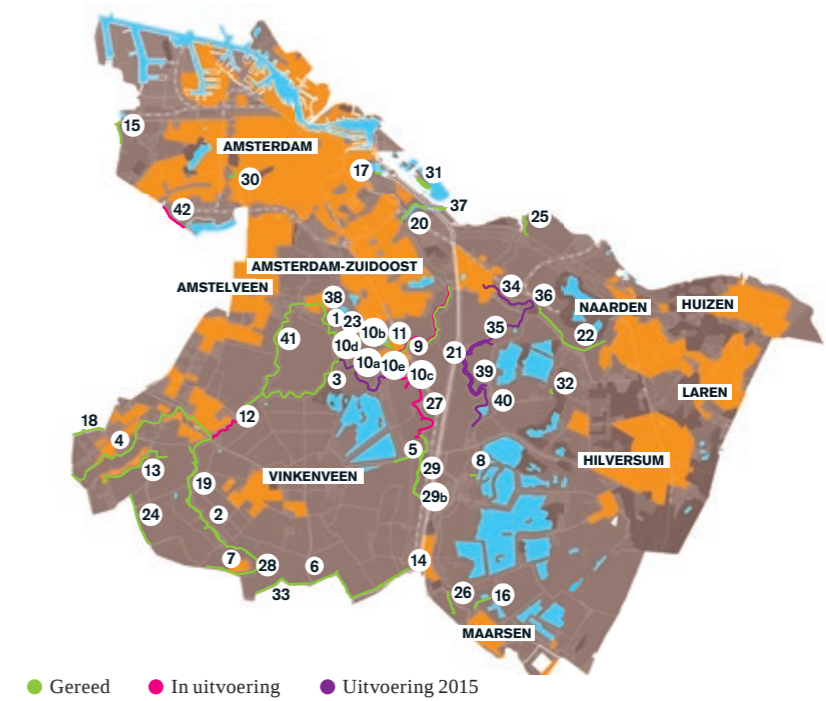 15
AMSTERDAM
17
31
30
37
42
20
25
AMSTERDAM-ZUIDOOST
AMSTELVEEN
34
36
NAARDEN
HUIZEN
38
1
23
10b
11
35
22
41
10d
9
21
10a
10e
10c
39
3
32
LAREN
27
40
12
18
4
5
8
HILVERSUM
13
29
VINKENVEEN
19
29b
24
2
7
28
6
14
33
26
16
MAARSEN
Gereed In uitvoering Uitvoering 2015